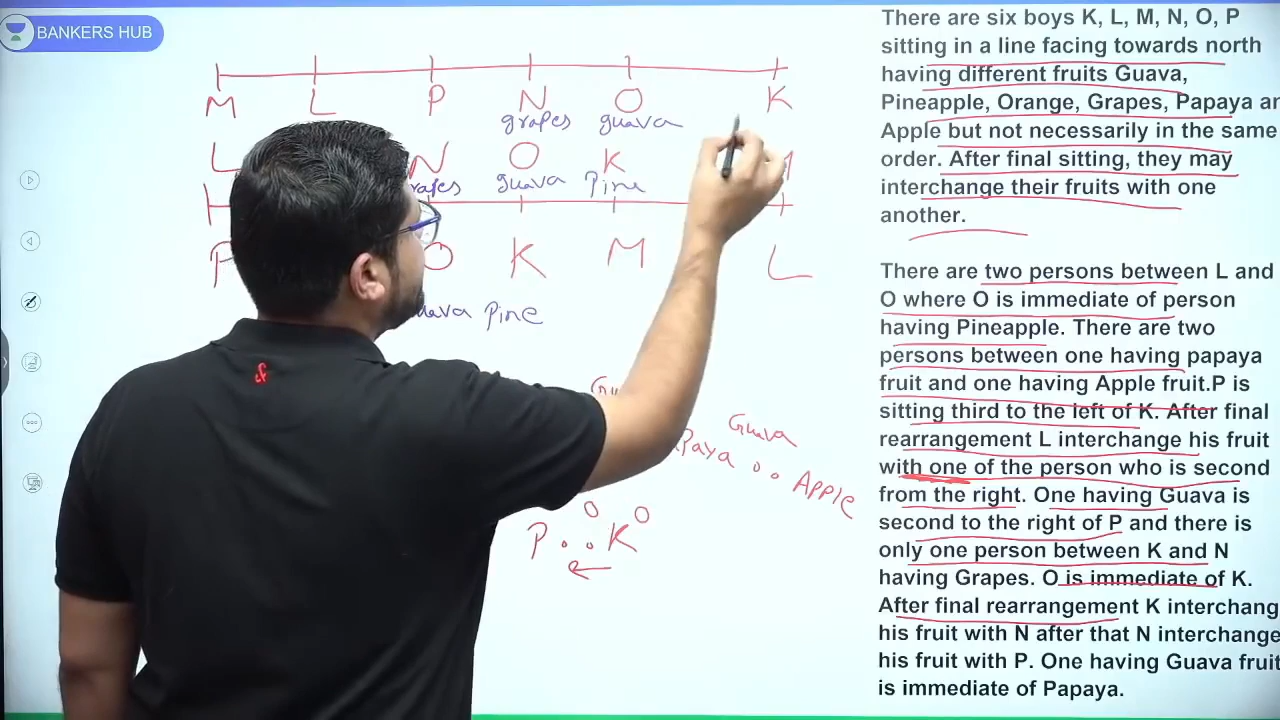 BANKERS HUB
M L P N O K
grapes guava
L N O K
guava Pine
P O K M L
Pine
Guava
Apple
O O
P . . K
There are six boys K, L, M, N, O, P
sitting in a line facing towards north
having different fruits Guava,
Pineapple, Orange, Grapes, Papaya
Apple but not necessarily in the same
order. After final sitting, they may
interchange their fruits with one
another.
There are two persons between L and
O where O is immediate of person
having Pineapple. There are two
persons between one having papaya
fruit and one having Apple fruit.P is
sitting third to the left of K. After final
rearrangement L interchange his fruit
with one of the person who is second
from the right. One having Guava is
second to the right of P and there is
only one person between K and N
having Grapes. O is immediate of K.
After final rearrangement K interchang
his fruit with N after that N interchange
his fruit with P. One having Guava fruit
is immediate of Papaya.